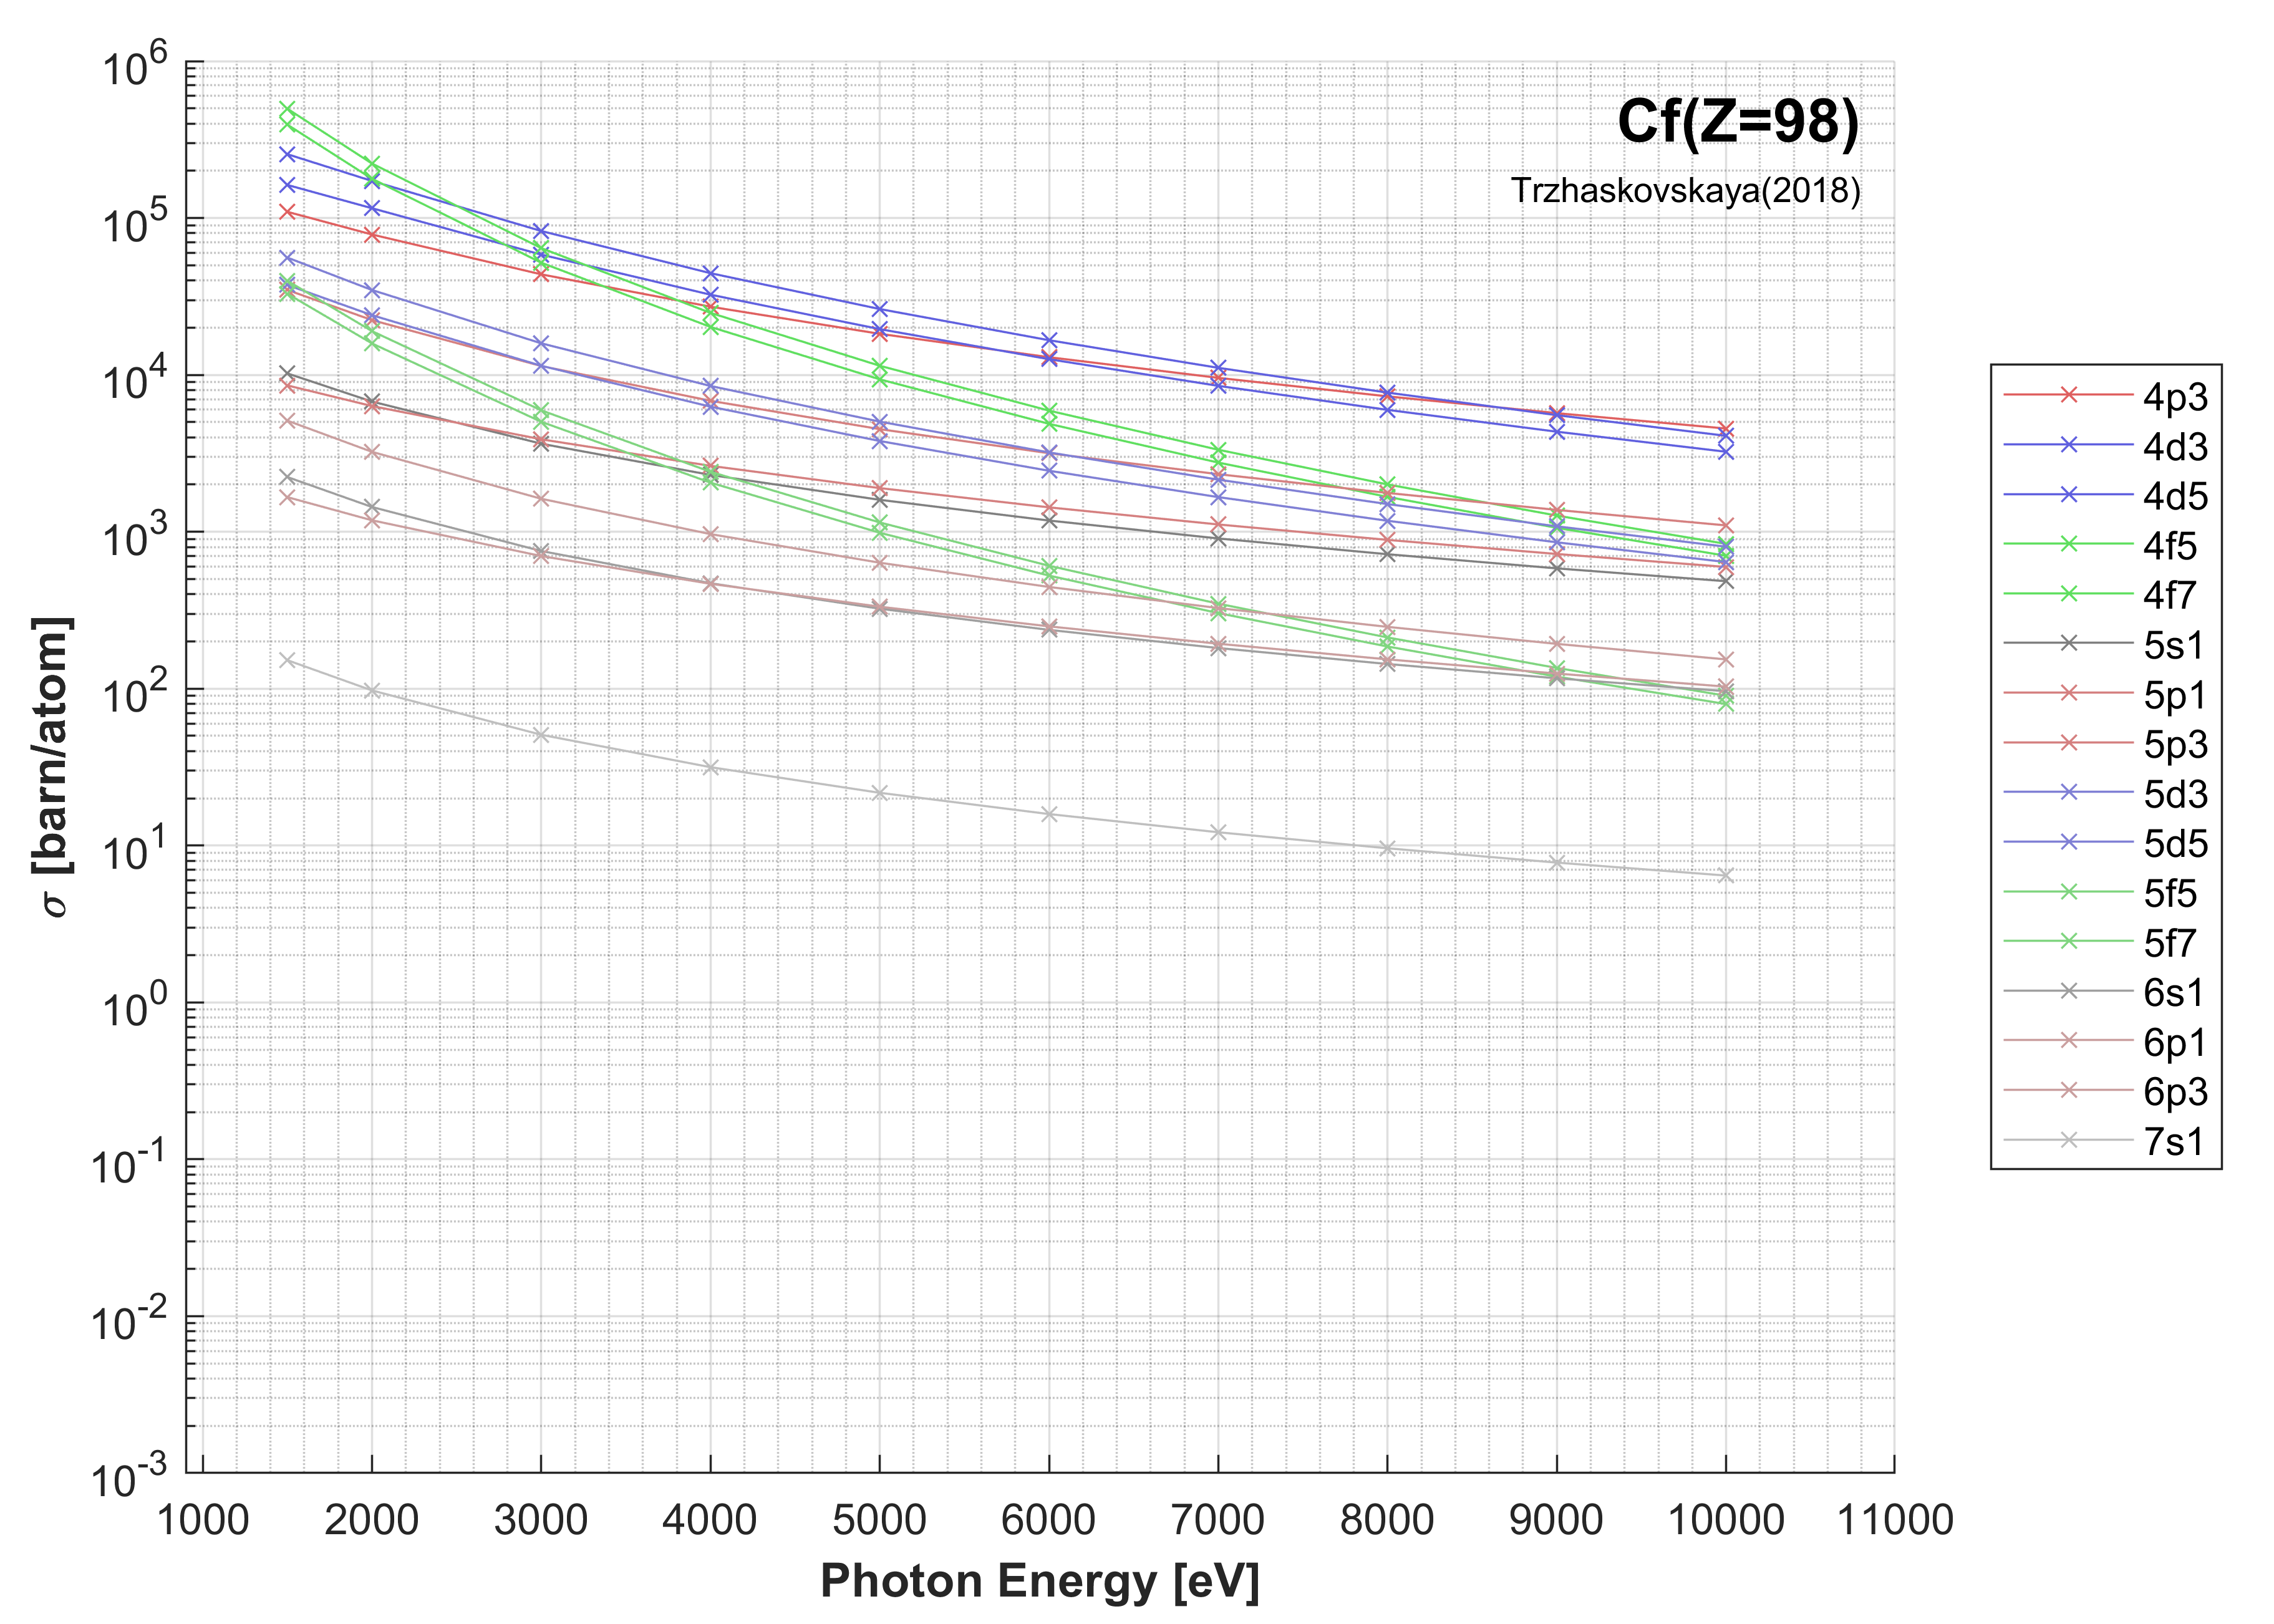 Cf(Z=98)
Trzhaskovskaya(2018)
10^6
10^5
10^4
10^3
10^2
10^1
10^0
10^-1
10^-2
10^-3
σ [barn/atom]
1000 2000 3000 4000 5000 6000 7000 8000 9000 10000 11000
Photon Energy [eV]
4p3
4d3
4d5
4f5
4f7
5s1
5p1
5p3
5d3
5d5
5f5
5f7
6s1
6p1
6p3
7s1